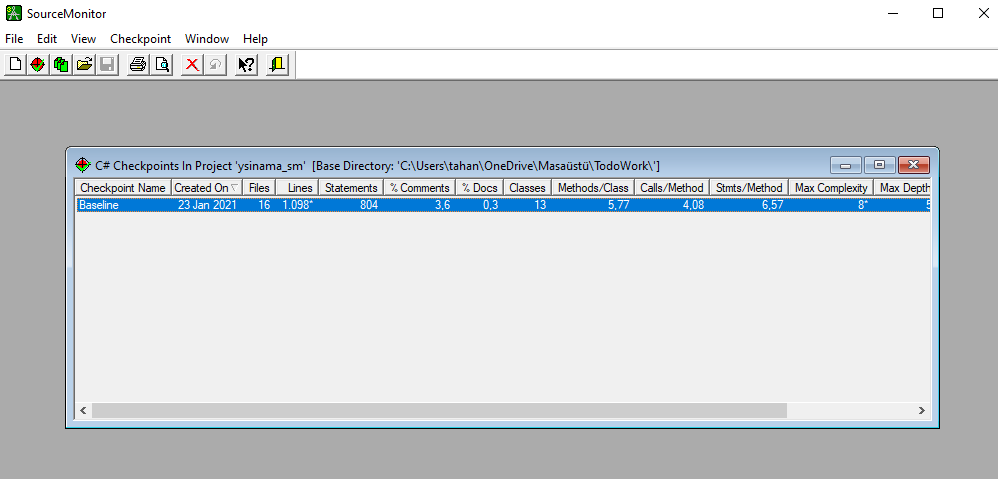 SourceMonitor
File Edit View Checkpoint Window Help
C# Checkpoints In Project 'ysinama_sm' [Base Directory: 'C:\Users\tahan\OneDrive\Masaüstü\TodoWork\']
Checkpoint Name Created On Files Lines Statements % Comments % Docs Classes Methods/Class Calls/Method Stmts/Method Max Complexity Max Depth
Baseline 23 Jan 2021 16 1.098* 804 3,6 0,3 13 5,77 4,08 6,57 8* 5